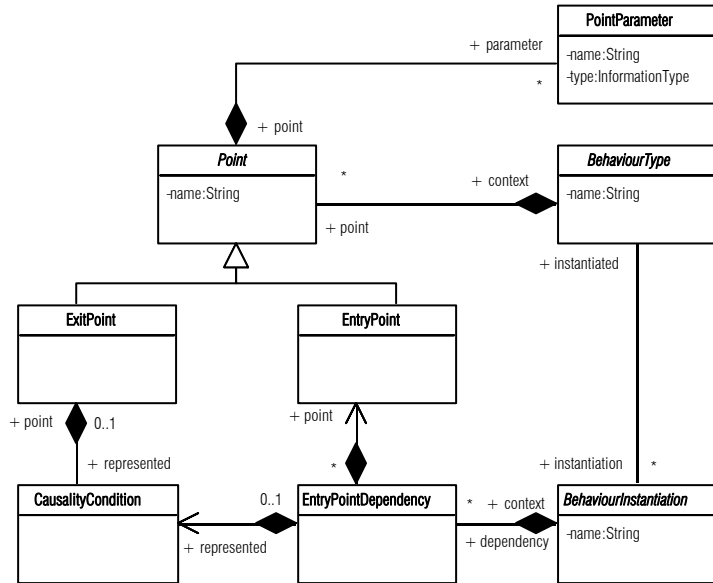 PointParameter
+ parameter
-name:String
-type:InformationType
*
+ point
Point
BehaviourType
*
+ context
-name:String
-name:String
+ point
+ instantiated
ExitPoint
EntryPoint
+ point
0..1
+ point
+ represented
*
+ instantiation
*
CausalityCondition
0..1
EntryPointDependency
*
+ context
BehaviourInstantiation
+ represented
+ dependency
-name:String